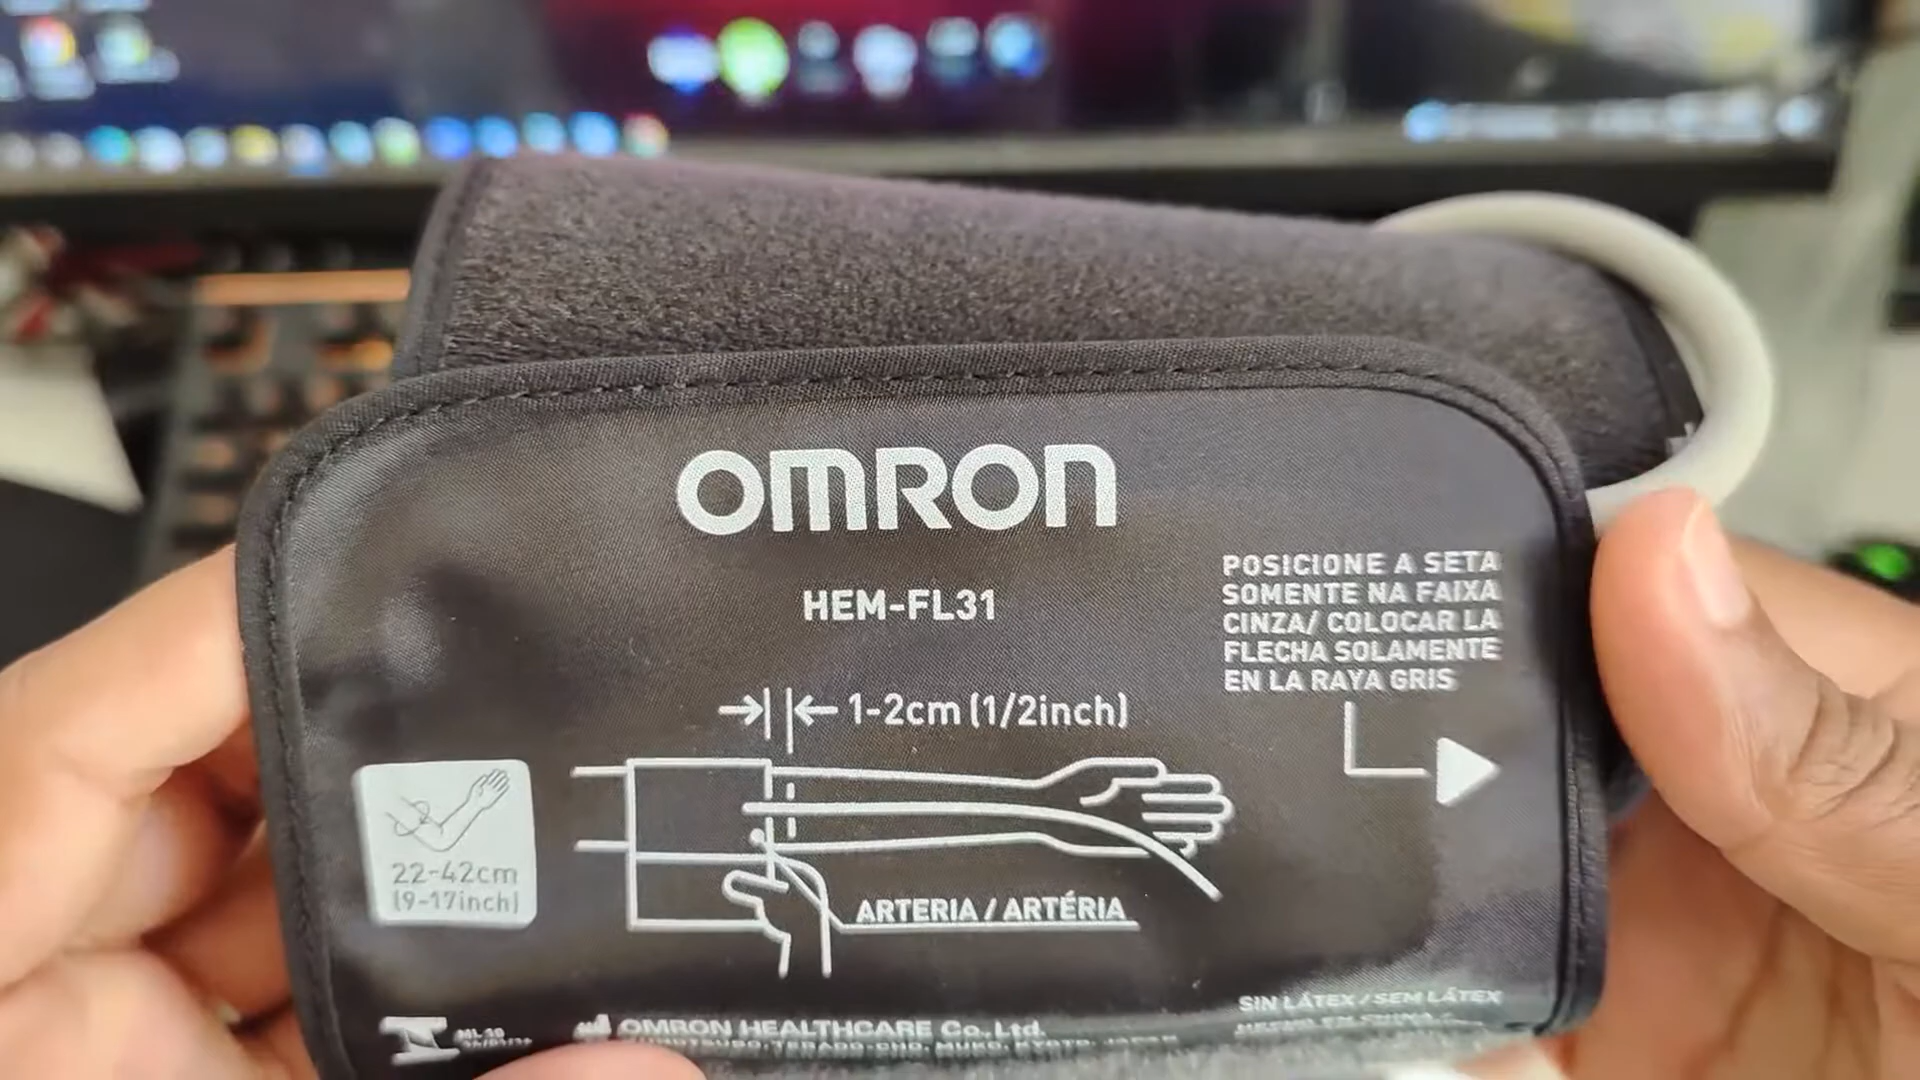 OMRON
HEM-FL31
POSICIONE A SETA
SOMENTE NA FAIXA
CINZA/ COLOCAR LA
FLECHA SOLAMENTE
EN LA RAYA GRIS
1-2cm (1/2inch)
22-42cm
(9-17inch)
ARTERIA / ARTÉRIA
SIN LÁTEX / SEM LÁTEX
OMRON HEALTHCARE Co.,Ltd.